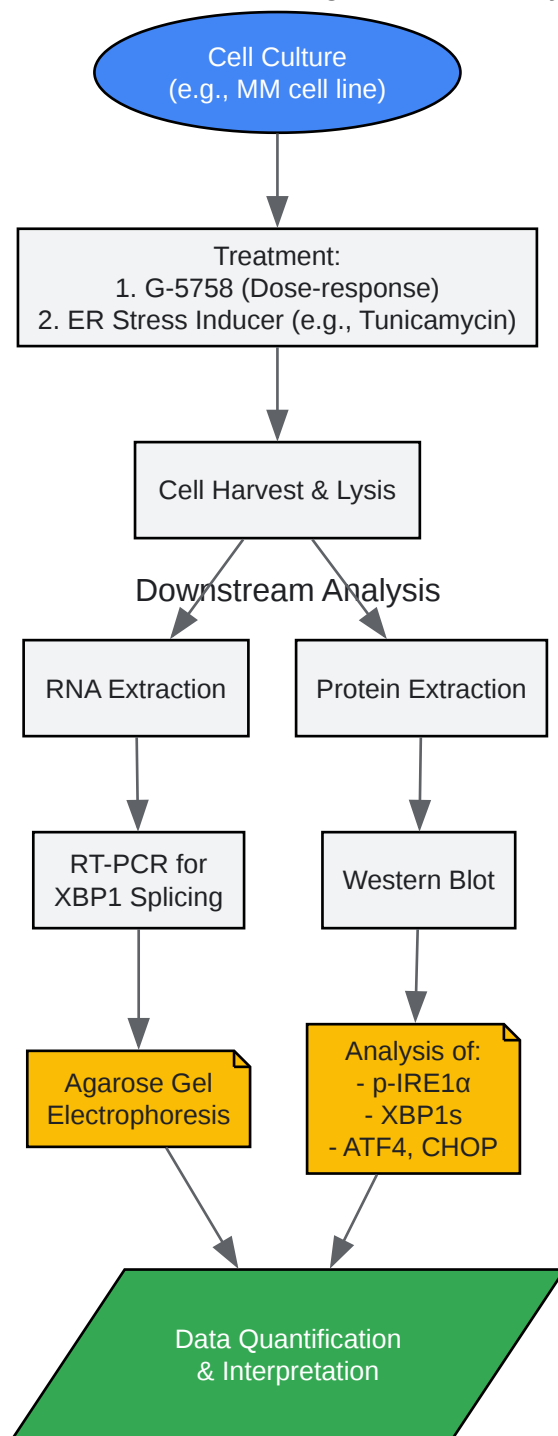 Cell Culture
(e.g., MM cell line)
Treatment:
1. G-5758 (Dose-response)
2. ER Stress Inducer (e.g., Tunicamycin)
Cell Harvest & Lysis
Downstream Analysis
RNA Extraction
Protein Extraction
RT-PCR for
XBP1 Splicing
Western Blot
Agarose Gel
Electrophoresis
Analysis of:
- p-IRE1α
- XBP1s
- ATF4, CHOP
Data Quantification
& Interpretation